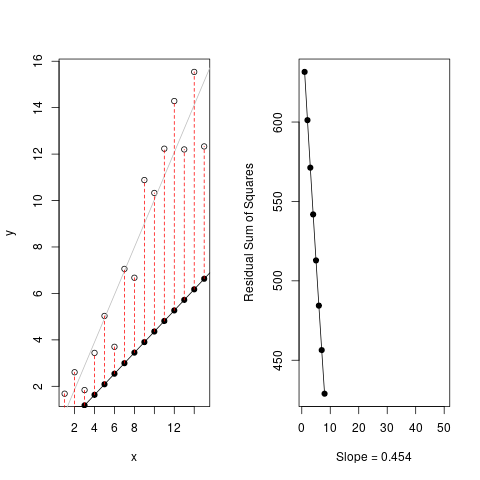 y
2 4 6 8 10 12 14 16
2 4 6 8 12
x
Residual Sum of Squares
450 500 550 600
0 10 20 30 40 50
Slope = 0.454